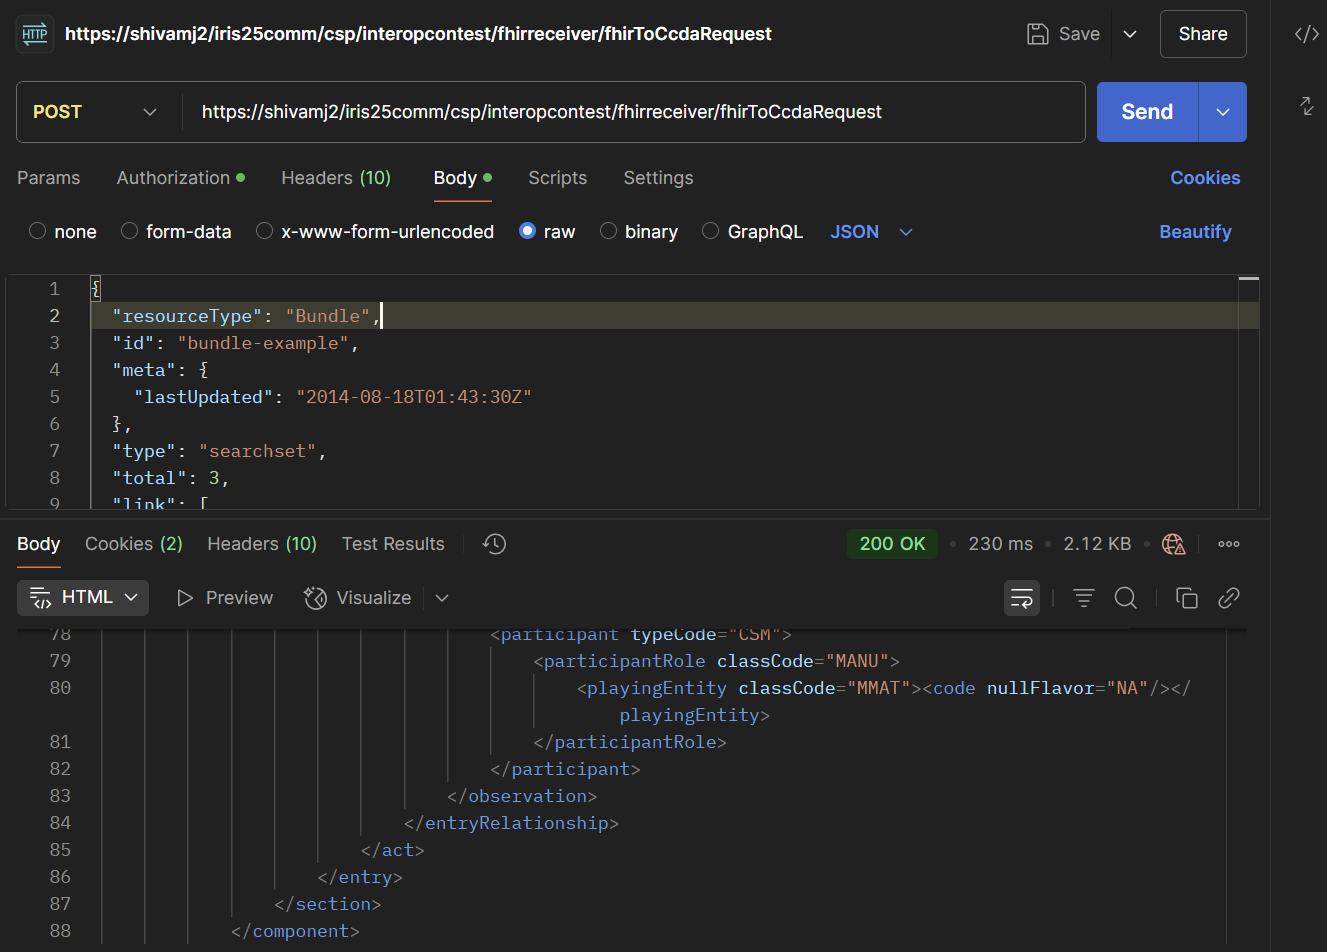 HTTP https://shivamj2/iris25comm/csp/interopcontest/fhirreceiver/fhirToCcdaRequest Save Share
POST https://shivamj2/iris25comm/csp/interopcontest/fhirreceiver/fhirToCcdaRequest Send
Params Authorization Headers (10) Body Scripts Settings Cookies
none form-data x-www-form-urlencoded raw binary GraphQL JSON Beautify
1 {
2 "resourceType": "Bundle",
3 "id": "bundle-example",
4 "meta": {
5 "lastUpdated": "2014-08-18T01:43:30Z"
6 },
7 "type": "searchset",
8 "total": 3,
9 "link": [
Body Cookies (2) Headers (10) Test Results 200 OK 230 ms 2.12 KB
HTML Preview Visualize
78 <participant typeCode="CSM">
79 <participantRole classCode="MANU">
80 <playingEntity classCode="MMAT"><code nullFlavor="NA"/></
playingEntity>
81 </participantRole>
82 </participant>
83 </observation>
84 </entryRelationship>
85 </act>
86 </entry>
87 </section>
88 </component>